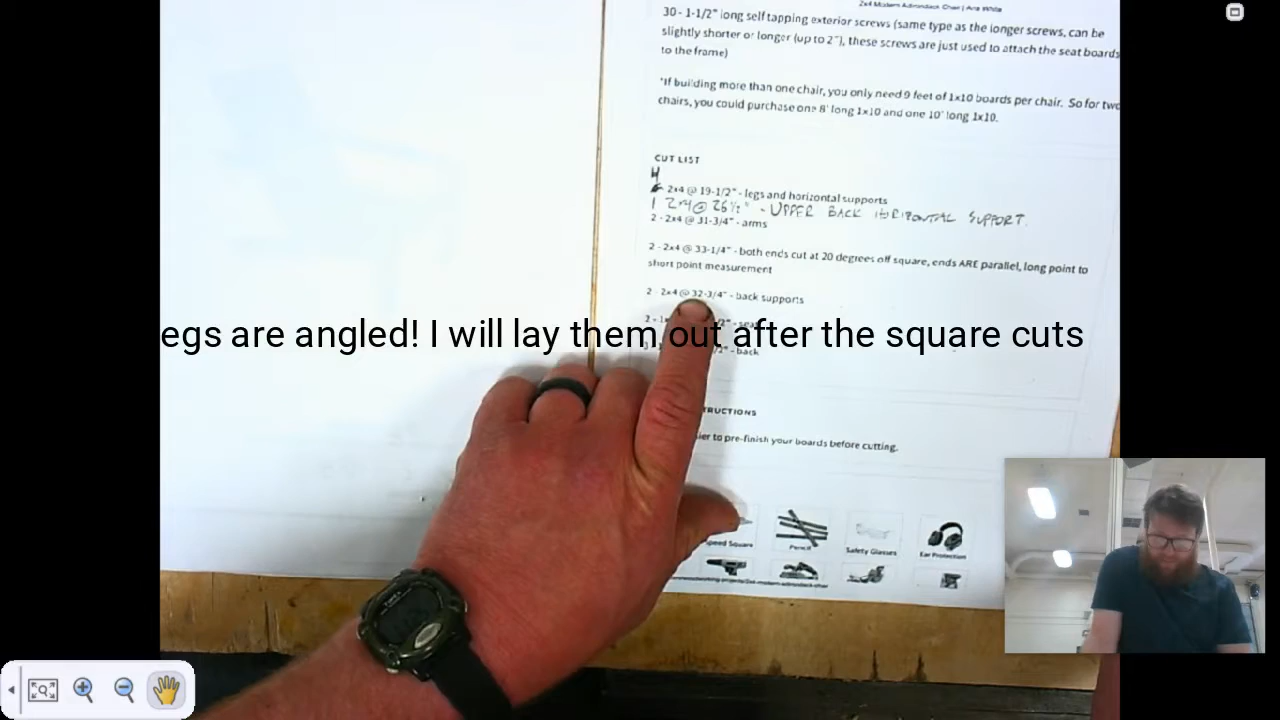 2x4 Modern Adirondack Chair | Ana White
30 - 1-1/2" long self tapping exterior screws (same type as the longer screws, can be
slightly shorter or longer (up to 2"), these screws are just used to attach the seat boards
to the frame)
*If building more than one chair, you only need 9 feet of 1x10 boards per chair. So for two
chairs, you could purchase one 8' long 1x10 and one 10' long 1x10.
CUT LIST
4
2x4 @ 19-1/2" - legs and horizontal supports
1 2x4 @ 26 1/2" - UPPER BACK HORIZONTAL SUPPORT.
2 - 2x4 @ 31-3/4" - arms
2 - 2x4 @ 33-1/4" - both ends cut at 20 degrees off square, ends ARE parallel, long point to
short point measurement
2 - 2x4 @ 32-3/4" - back supports
egs are angled! I will lay them out after the square cuts
- back
RUCTIONS
to pre-finish your boards before cutting.
Speed Square Pencil Safety Glasses Ear Protection